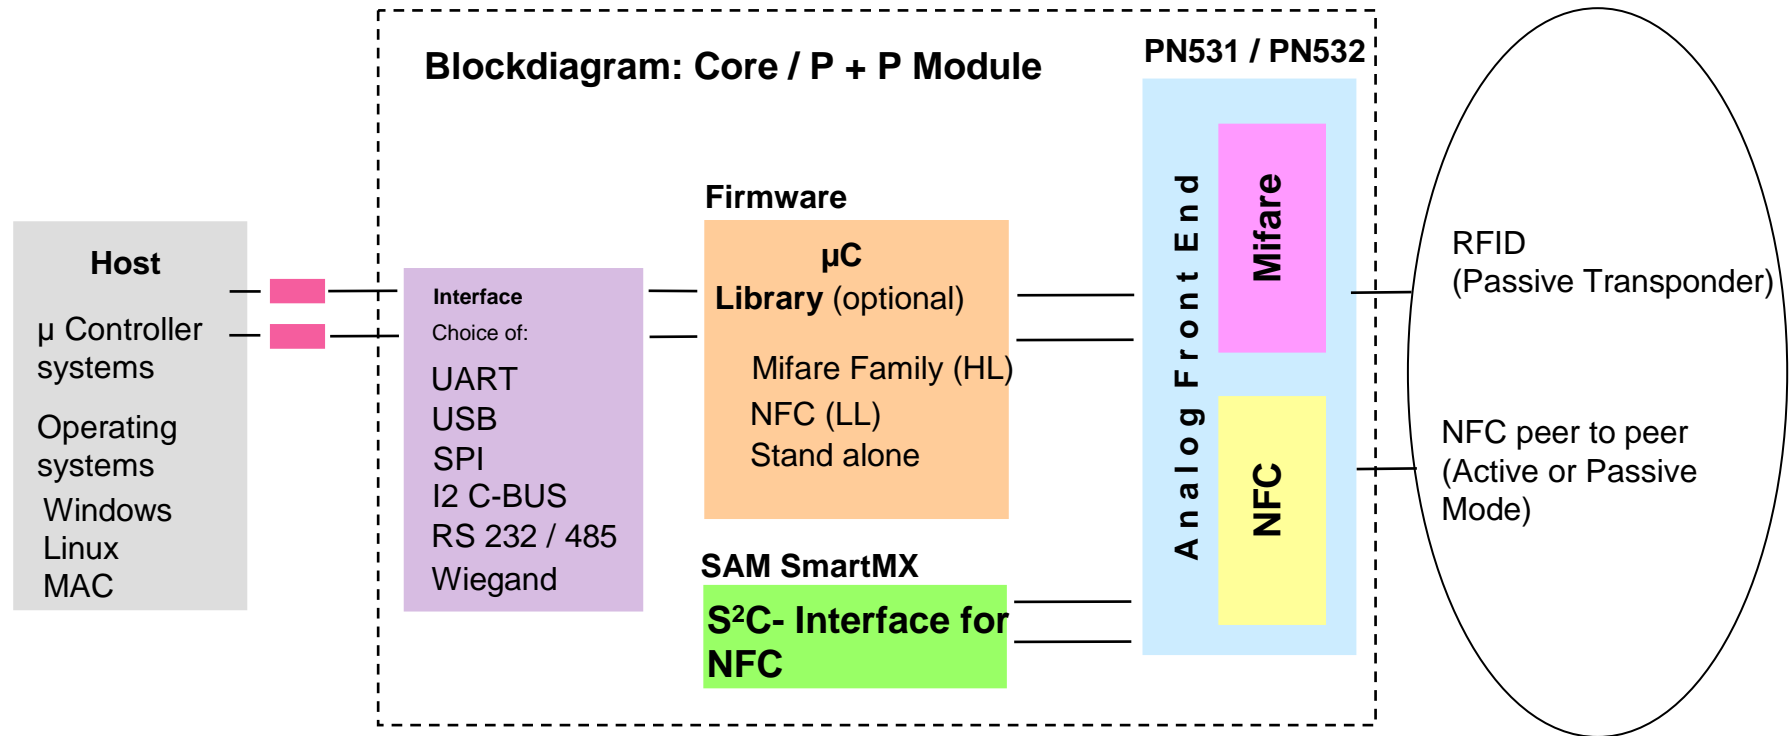 Blockdiagram: Core / P + P Module
PN531 / PN532
Host
µ Controller
systems
Operating
systems
Windows
Linux
MAC
Interface
Choice of:
UART
USB
SPI
I2 C-BUS
RS 232 / 485
Wiegand
Firmware
µC
Library (optional)
Mifare Family (HL)
NFC (LL)
Stand alone
SAM SmartMX
S²C- Interface for
NFC
Analog Front End
Mifare
NFC
RFID
(Passive Transponder)
NFC peer to peer
(Active or Passive
Mode)